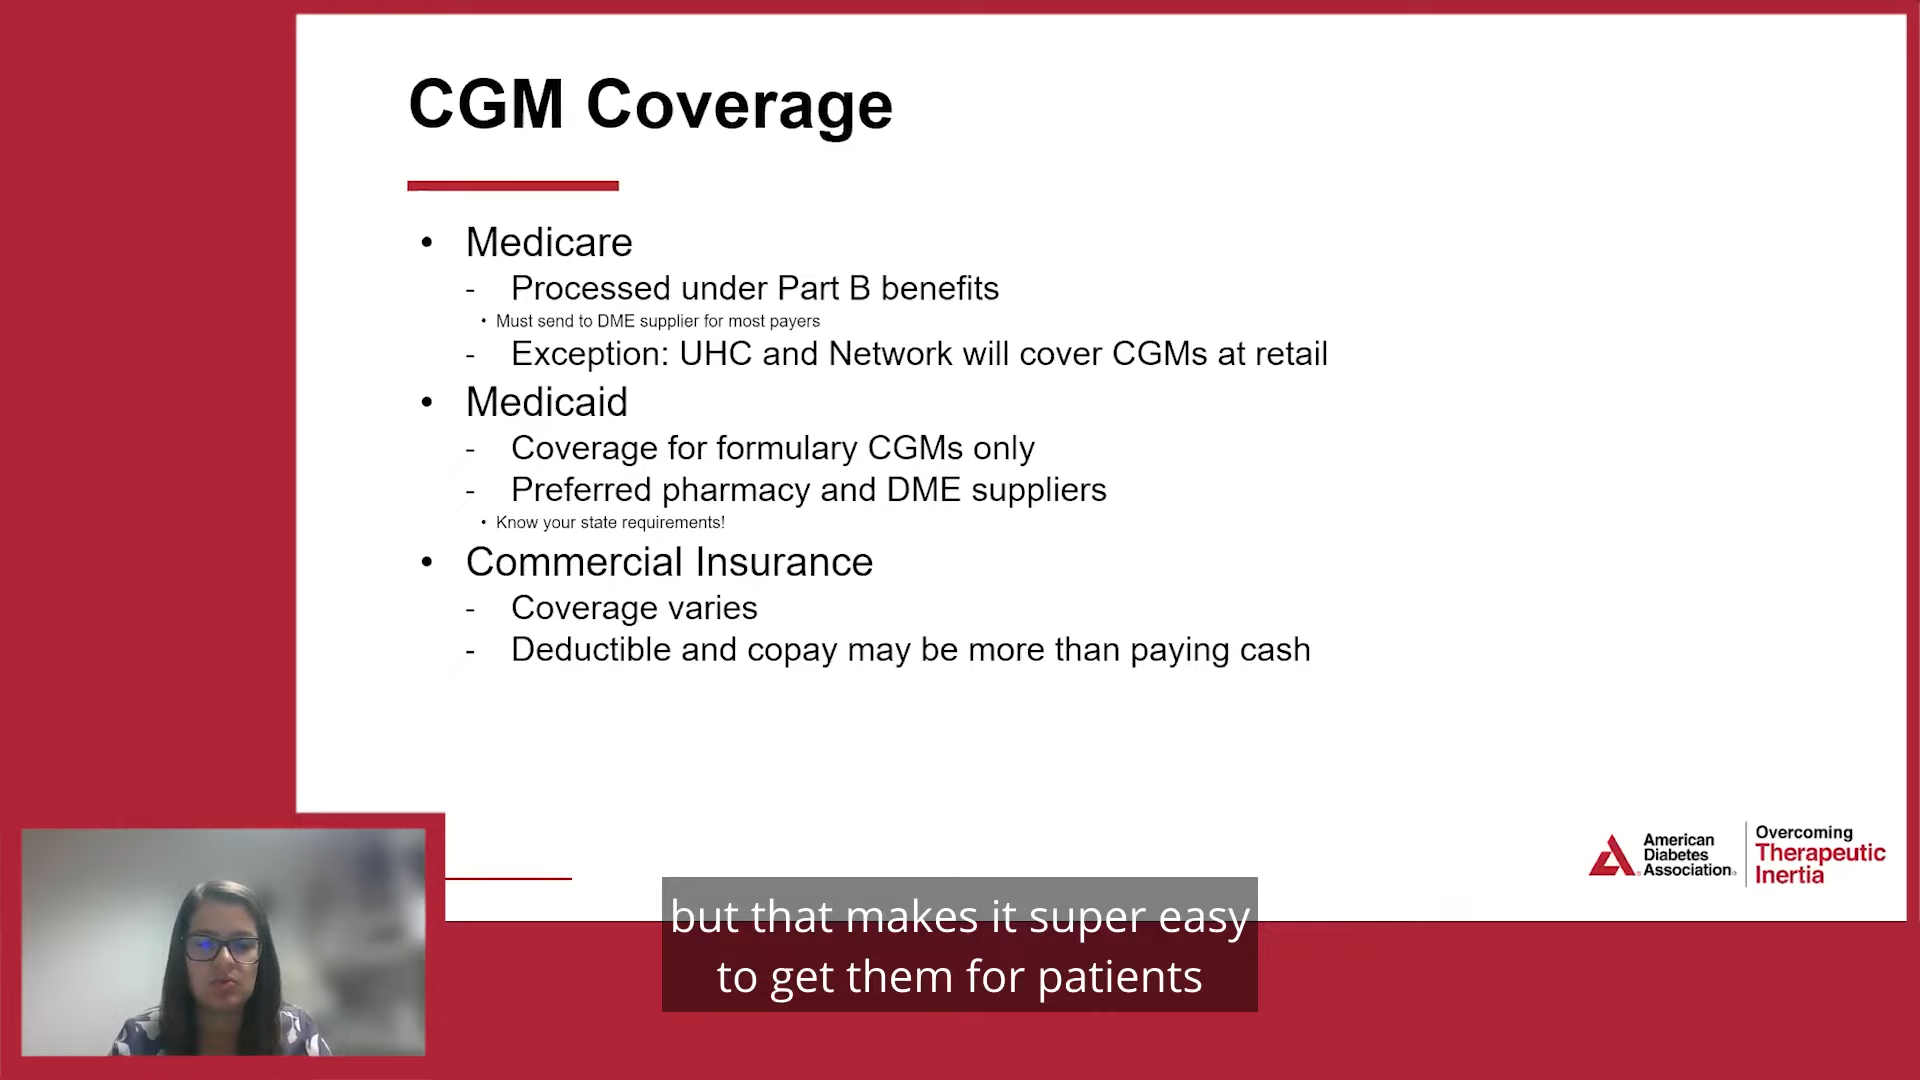 CGM Coverage
• Medicare
- Processed under Part B benefits
• Must send to DME supplier for most payers
- Exception: UHC and Network will cover CGMs at retail
• Medicaid
- Coverage for formulary CGMs only
- Preferred pharmacy and DME suppliers
• Know your state requirements!
• Commercial Insurance
- Coverage varies
- Deductible and copay may be more than paying cash
American
Diabetes
Association®
Overcoming
Therapeutic
Inertia
but that makes it super easy
to get them for patients